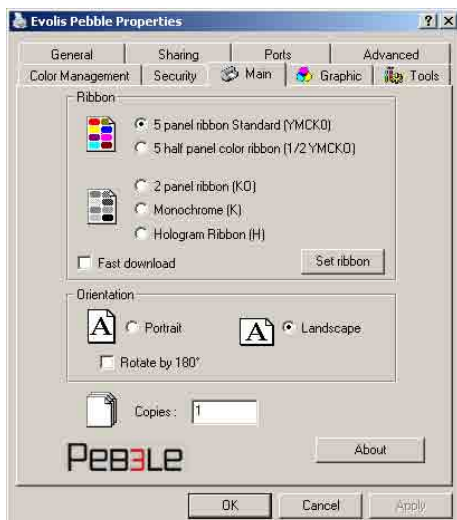 Evolis Pebble Properties
General Sharing Ports Advanced
Color Management Security Main Graphic Tools
Ribbon
5 panel ribbon Standard (YMCKO)
5 half panel color ribbon (1/2 YMCKO)
2 panel ribbon (KO)
Monochrome (K)
Hologram Ribbon (H)
Fast download Set ribbon
Orientation
A Portrait A Landscape
Rotate by 180°
Copies : 1
PEBBLE About
OK Cancel Apply